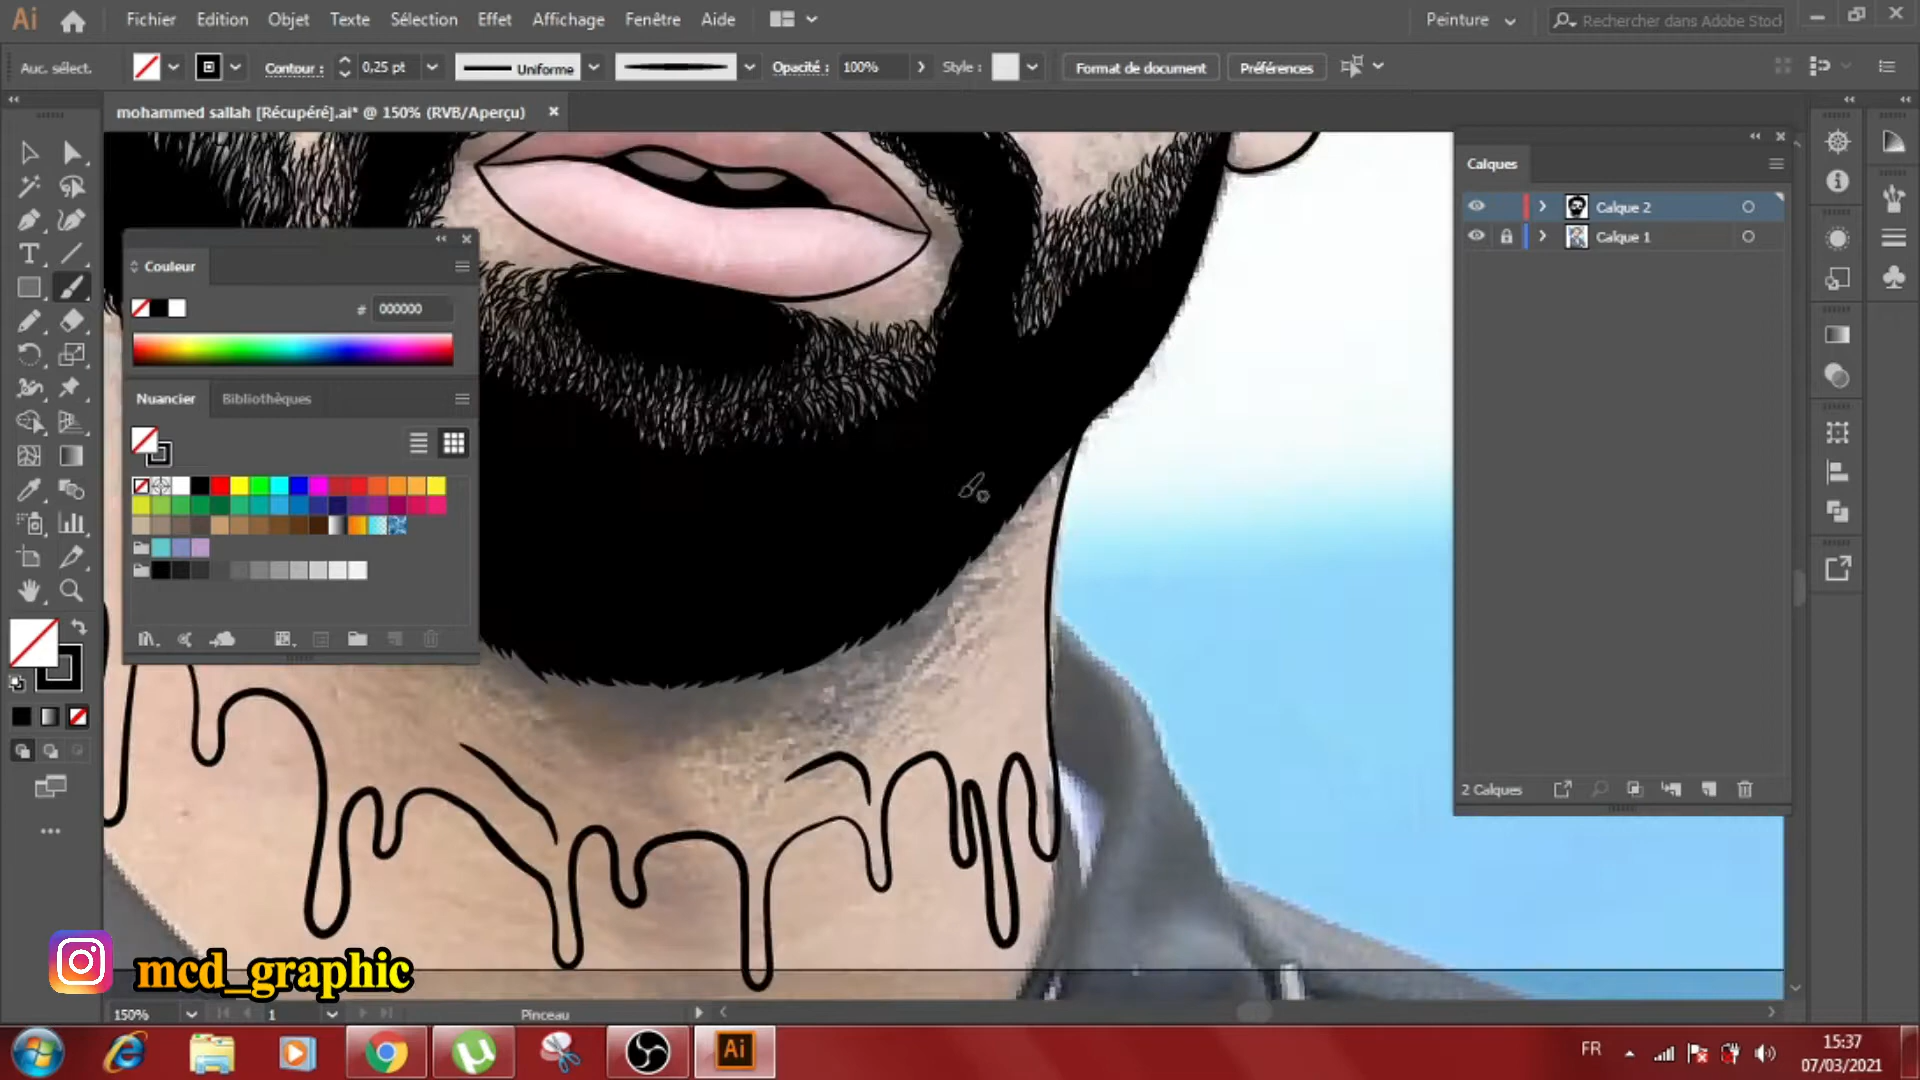 Ai Fichier Edition Objet Texte Sélection Effet Affichage Fenêtre Aide Peinture Rechercher dans Adobe Stock
Auc. sélect. Contour : 0,25 pt Uniforme Opacité : 100% Style : Format de document Préférences
mohammed sallah [Récupéré].ai* @ 150% (RVB/Aperçu)
Calques
Calque 2
Calque 1
Couleur
# 000000
Nuancier Bibliothèques
2 Calques
mcd_graphic
150% 1 Pinceau
Ai
FR
15:37
07/03/2021